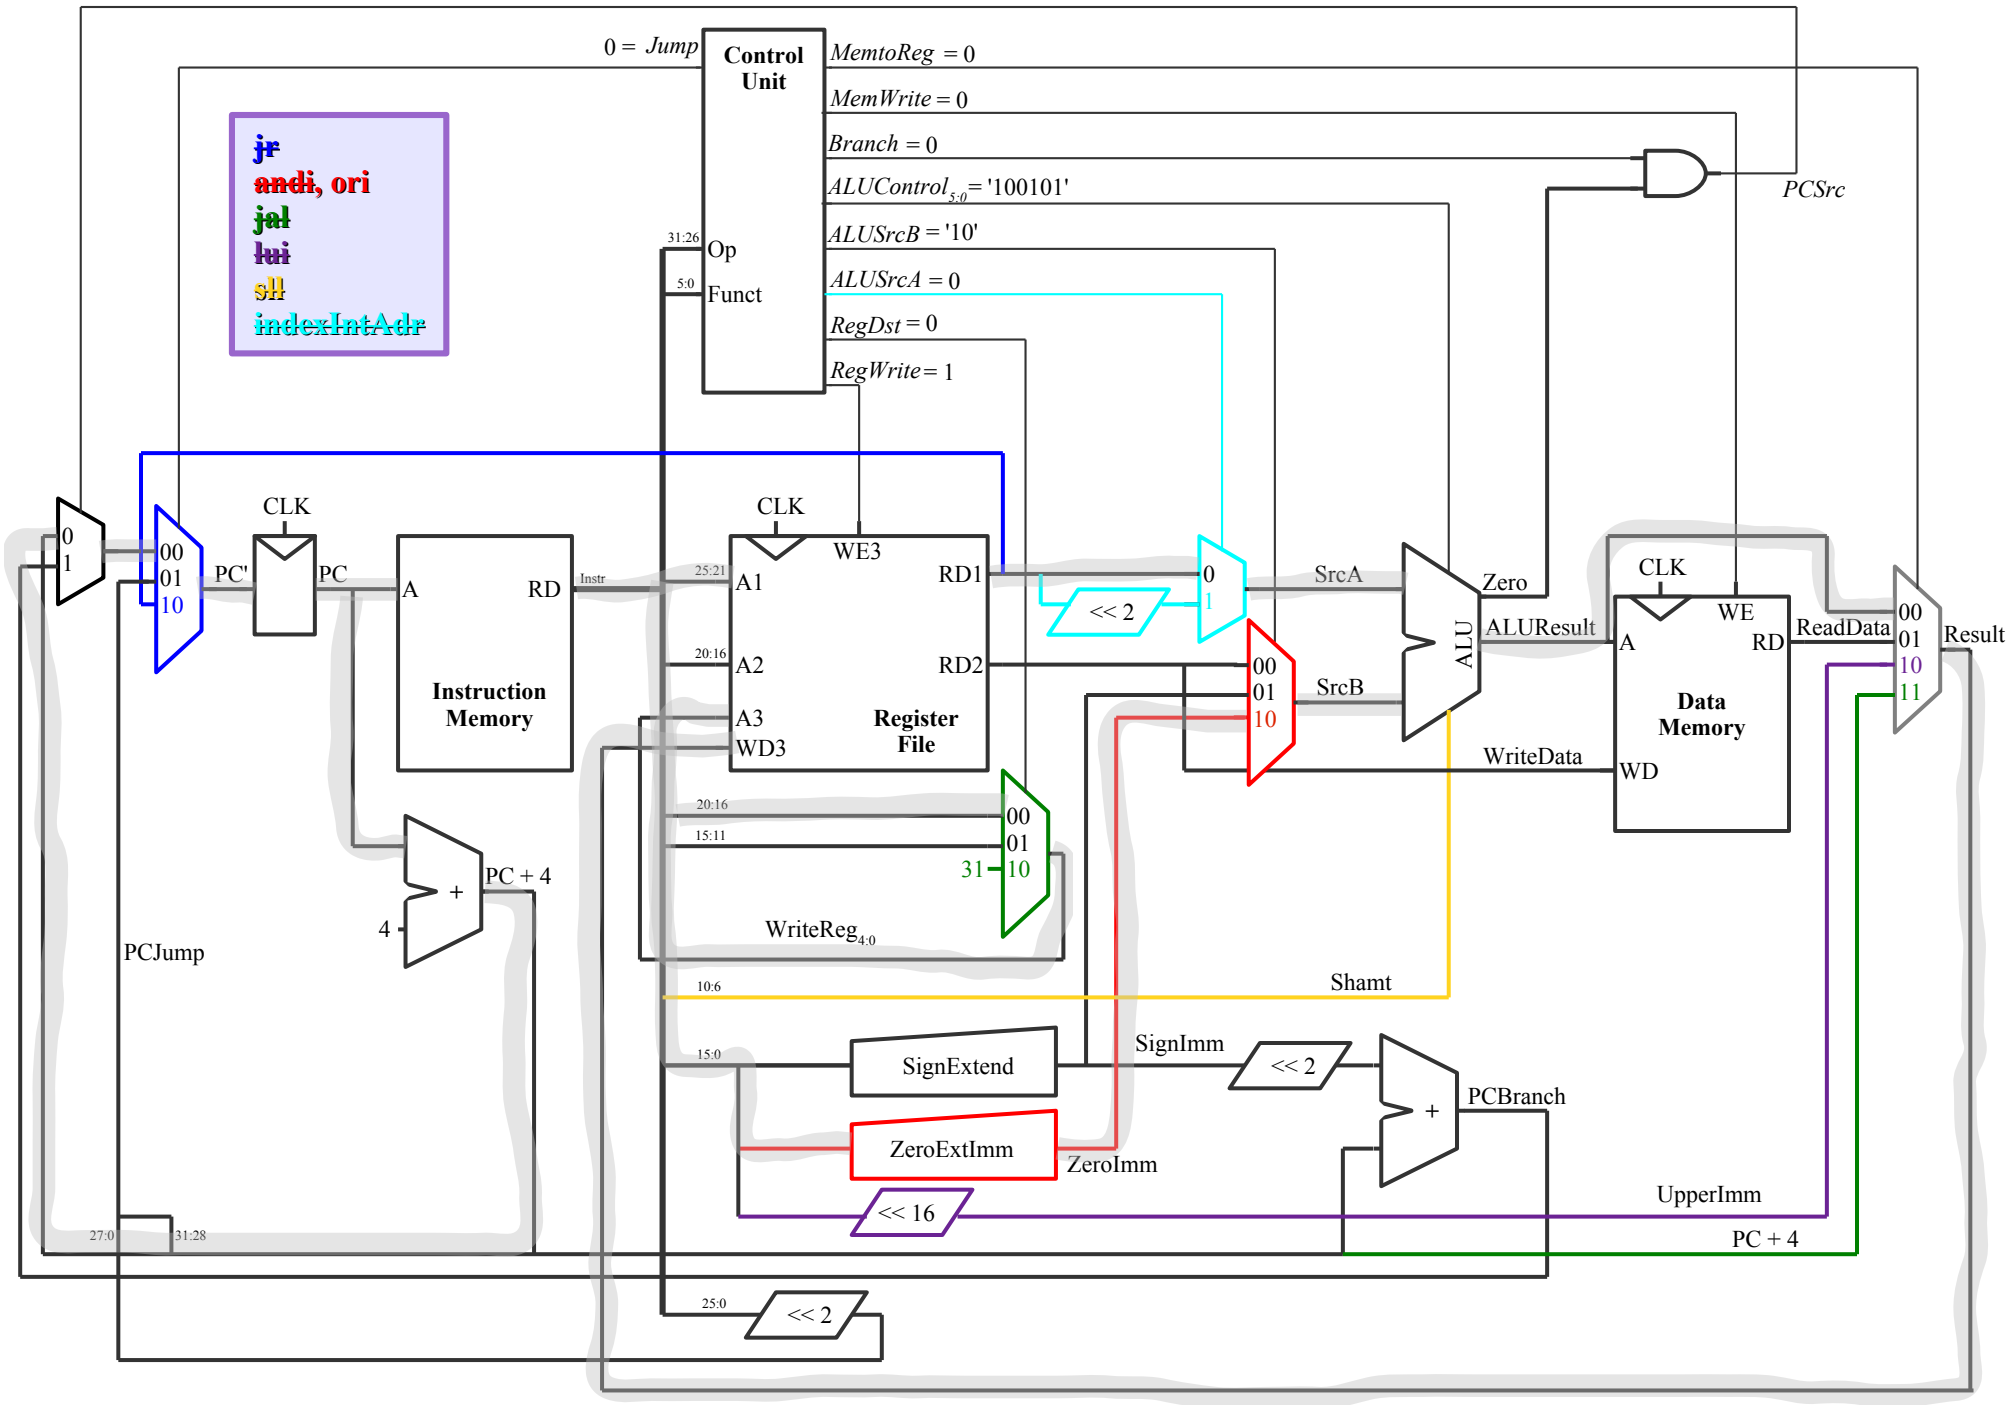 0 = Jump
Control
Unit
MemtoReg = 0
MemWrite = 0
Branch = 0
ALUControl5:0 = '100101'
ALUSrcB = '10'
ALUSrcA = 0
RegDst = 0
RegWrite = 1
31:26
Op
5:0
Funct
PCSrc
jr
andi, ori
jal
lui
sll
indexIntAdr
0
1
00
01
10
PC'
CLK
PC
A
RD
Instruction
Memory
Instr
25:21
20:16
CLK
WE3
A1
A2
A3
WD3
RD1
RD2
Register
File
0
1
<< 2
SrcA
00
01
10
SrcB
ALU
Zero
ALUResult
CLK
WE
A
RD
Data
Memory
WD
ReadData
WriteData
00
01
10
11
Result
20:16
15:11
31
00
01
10
WriteReg4:0
PC + 4
+
4
PCJump
10:6
Shamt
15:0
SignExtend
SignImm
<< 2
+
PCBranch
ZeroExtImm
ZeroImm
<< 16
UpperImm
27:0
31:28
PC + 4
25:0
<< 2